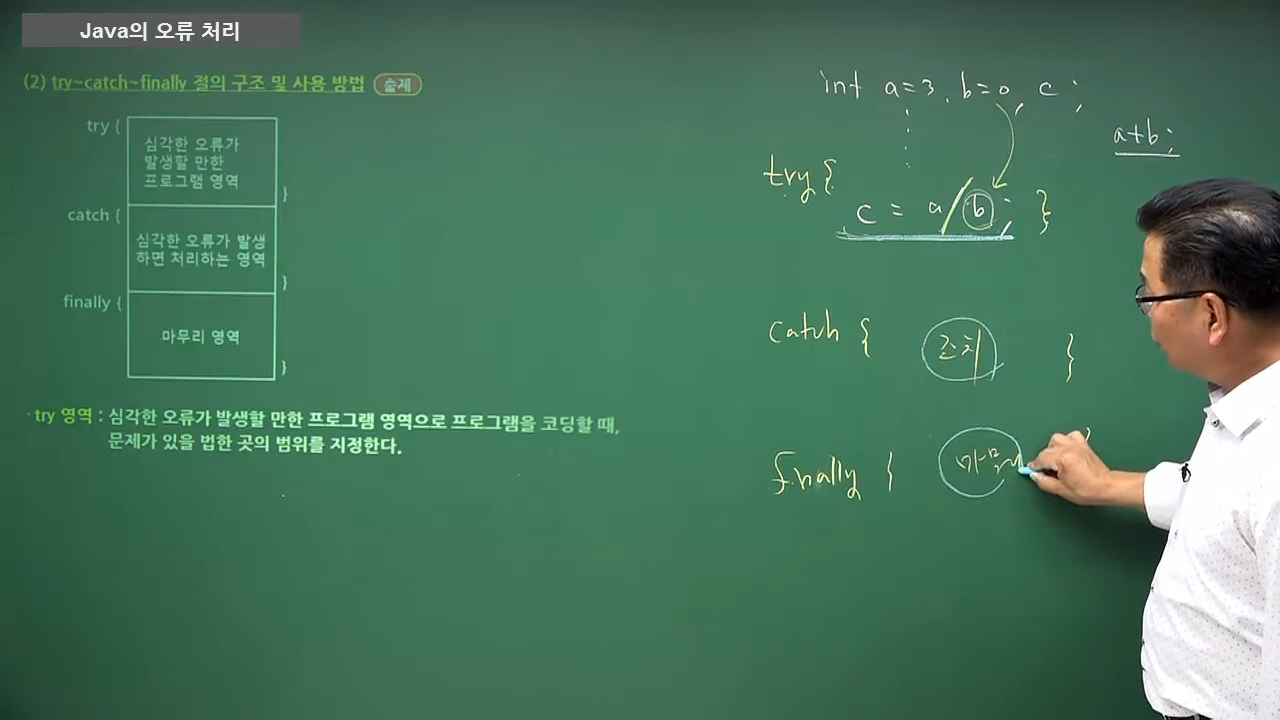 Java의 오류 처리
(2) try~catch~finally 절의 구조 및 사용 방법 출제
try {
심각한 오류가
발생할 만한
프로그램 영역
}
catch {
심각한 오류가 발생
하면 처리하는 영역
}
finally {
마무리 영역
}
· try 영역 : 심각한 오류가 발생할 만한 프로그램 영역으로 프로그램을 코딩할 때,
문제가 있을 법한 곳의 범위를 지정한다.
int a=3, b=0, c ;
a+b;
try {
c = a/b; }
catch { 조치 }
finally { 마무리